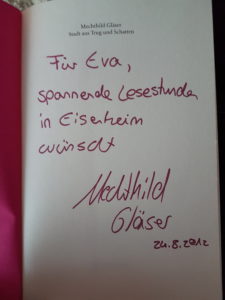 Mechthild Gläser
Stadt aus Trug und Schatten
Für Eva,
spannende Lesestunden
in Eisenheim
wünscht
Mechthild
Gläser
24.8.2012